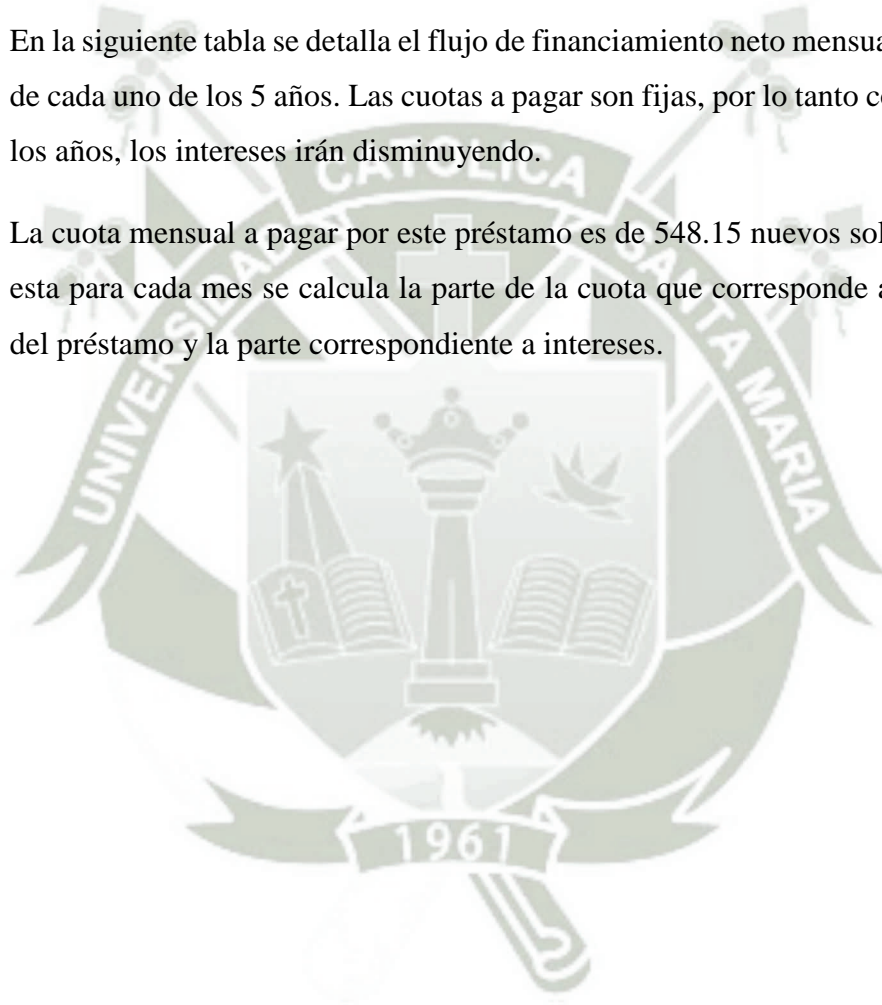 En la siguiente tabla se detalla el flujo de financiamiento neto mensua
de cada uno de los 5 años. Las cuotas a pagar son fijas, por lo tanto c
los años, los intereses irán disminuyendo.
La cuota mensual a pagar por este préstamo es de 548.15 nuevos sol
esta para cada mes se calcula la parte de la cuota que corresponde a
del préstamo y la parte correspondiente a intereses.
UNIVERSIDAD CATOLICA SANTA MARIA
1961